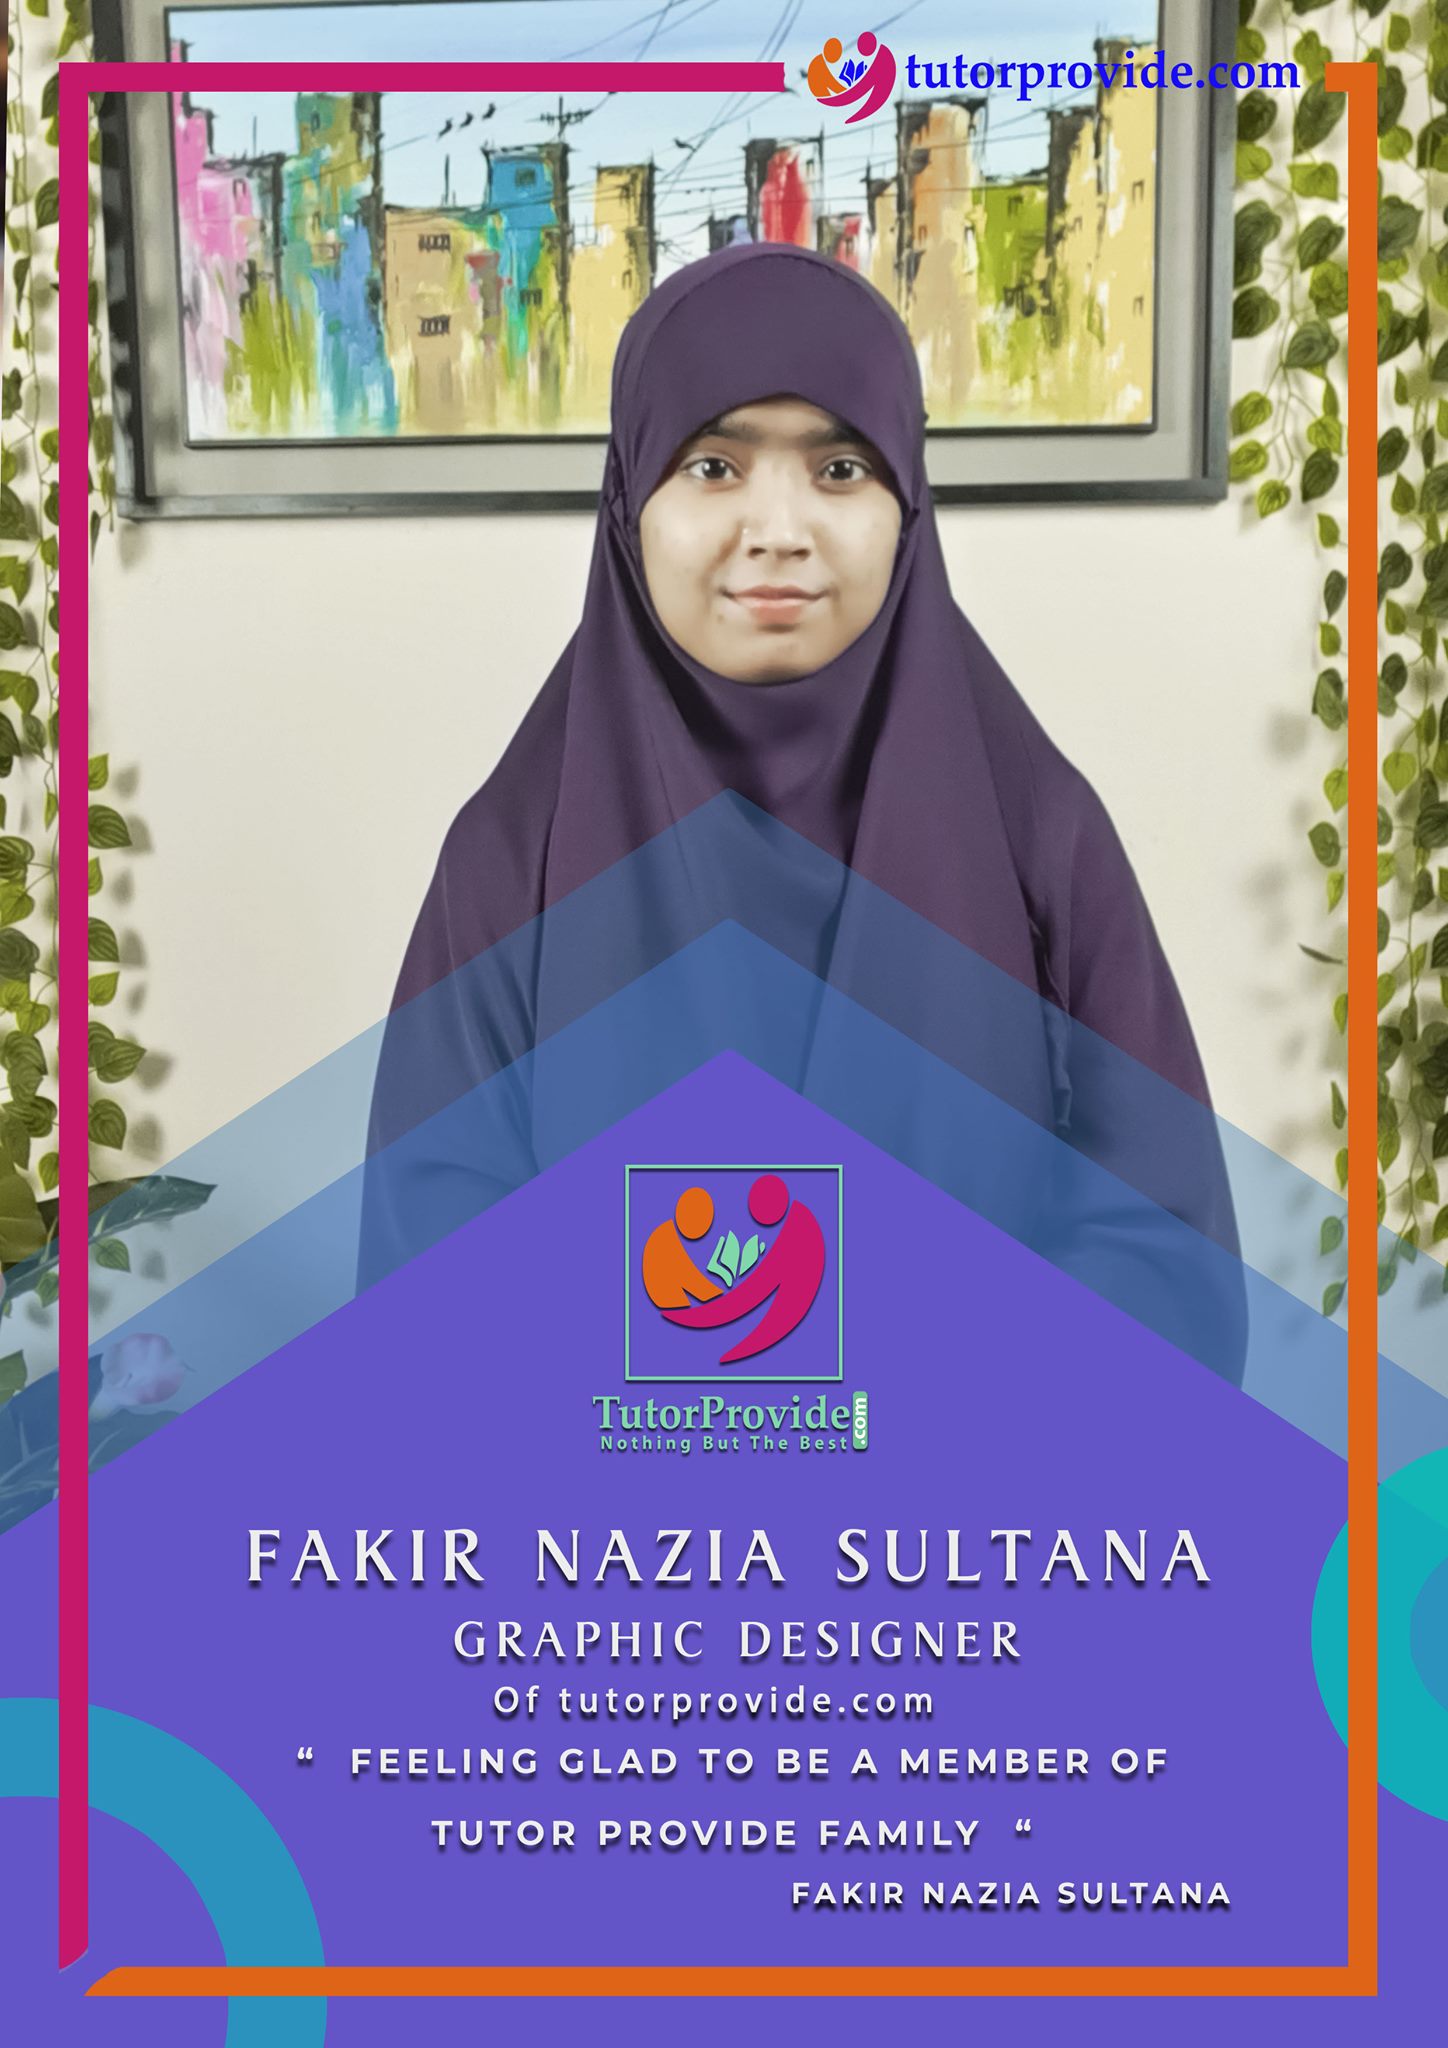 tutorprovide.com
TutorProvide.com
Nothing But The Best
FAKIR NAZIA SULTANA
GRAPHIC DESIGNER
Of tutorprovide.com
“ FEELING GLAD TO BE A MEMBER OF
TUTOR PROVIDE FAMILY “
FAKIR NAZIA SULTANA